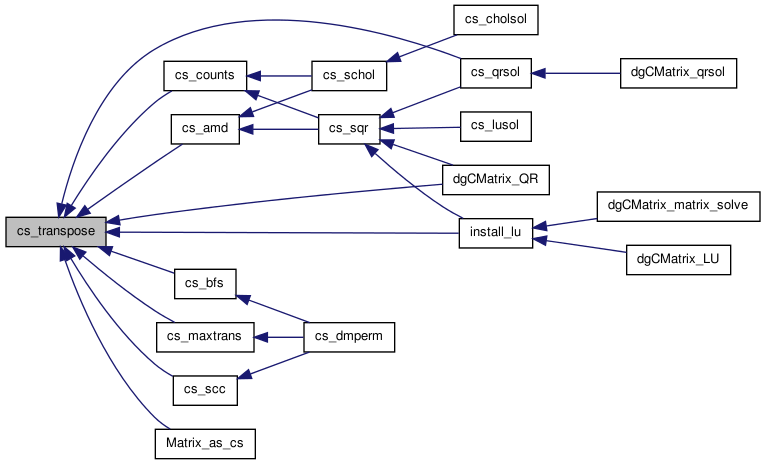 cs_cholsol
cs_counts
cs_schol
cs_qrsol
dgCMatrix_qrsol
cs_amd
cs_sqr
cs_lusol
dgCMatrix_QR
dgCMatrix_matrix_solve
cs_transpose
install_lu
dgCMatrix_LU
cs_bfs
cs_maxtrans
cs_dmperm
cs_scc
Matrix_as_cs